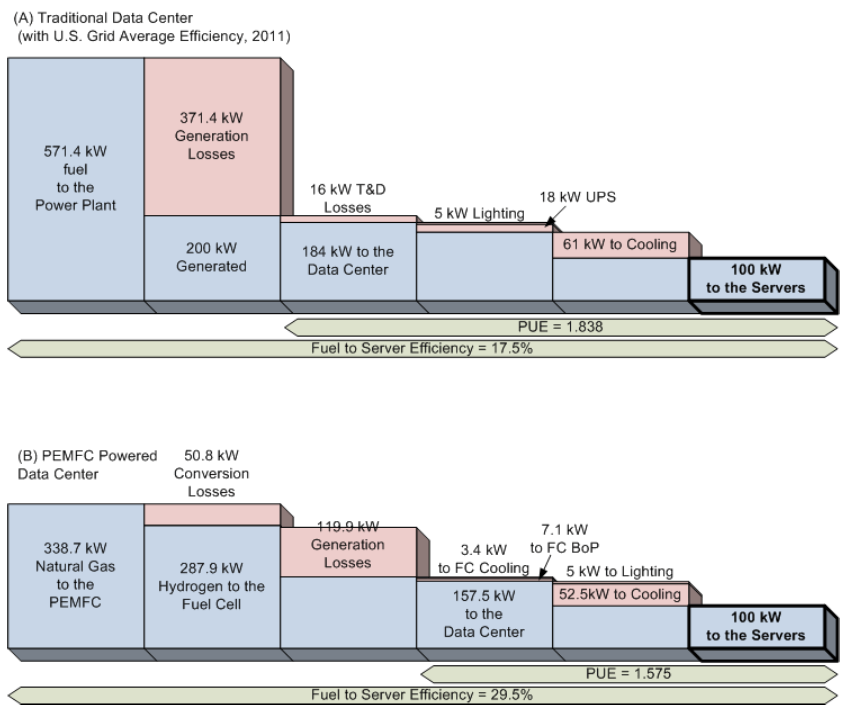 (A) Traditional Data Center
(with U.S. Grid Average Efficiency, 2011)
571.4 kW
fuel
to the
Power Plant
371.4 kW
Generation
Losses
200 kW
Generated
16 kW T&D
Losses
184 kW to the
Data Center
5 kW Lighting
18 kW UPS
61 kW to Cooling
100 kW
to the Servers
PUE = 1.838
Fuel to Server Efficiency = 17.5%
(B) PEMFC Powered
Data Center
338.7 kW
Natural Gas
to the
PEMFC
50.8 kW
Conversion
Losses
287.9 kW
Hydrogen to the
Fuel Cell
119.9 kW
Generation
Losses
3.4 kW
to FC Cooling
7.1 kW
to FC BoP
157.5 kW
to the
Data Center
5 kW to Lighting
52.5kW to Cooling
100 kW
to the Servers
PUE = 1.575
Fuel to Server Efficiency = 29.5%